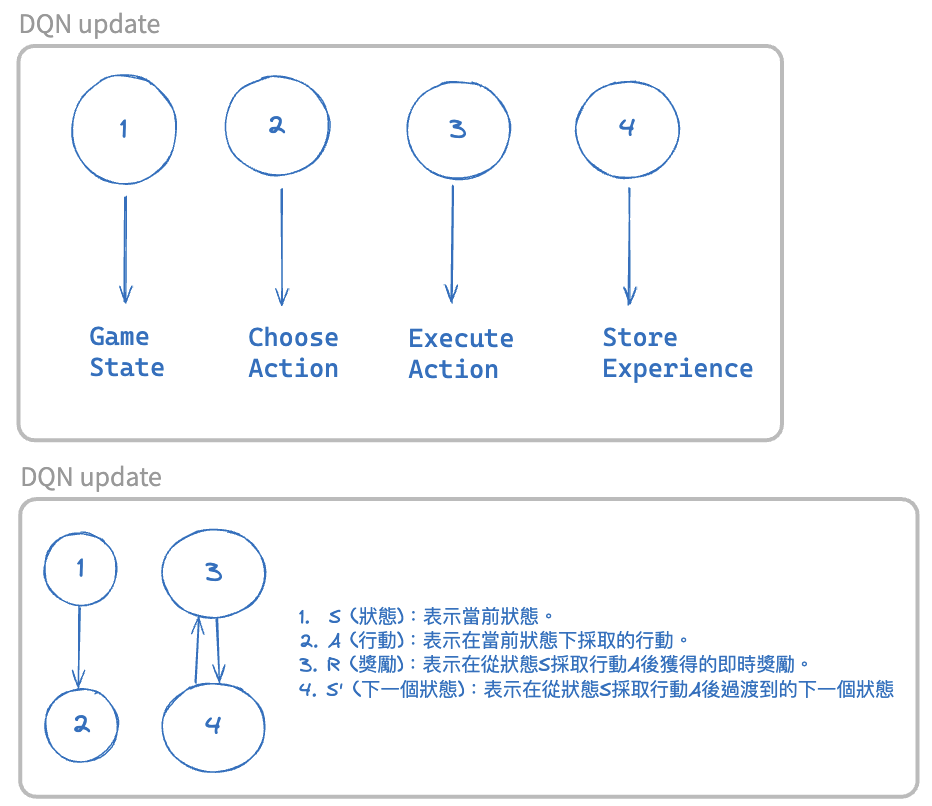 DQN update
1
2
3
4
Game
State
Choose
Action
Execute
Action
Store
Experience
DQN update
1
3
2
4
1. S (狀態)：表示當前狀態。
2. A (行動)：表示在當前狀態下採取的行動。
3. R (獎勵)：表示在從狀態S採取行動A後獲得的即時獎勵。
4. S' (下一個狀態)：表示在從狀態S採取行動A後過渡到的下一個狀態